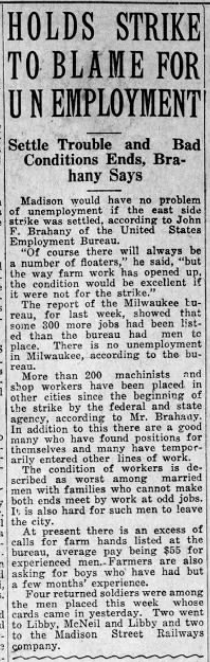 HOLDS STRIKE
TO BLAME FOR
UNEMPLOYMENT
Settle Trouble and Bad
Conditions Ends, Bra-
hany Says
Madison would have no problem
of unemployment if the east side
strike was settled, according to John
F. Brahany of the United States
Employment Bureau.
"Of course there will always be
a number of floaters," he said, "but
the way farm work has opened up,
the condition would be excellent if
it were not for the strike."
The report of the Milwaukee bu-
reau, for last week, showed that
some 300 more jobs had been list-
ed than the bureau had men to
place. There is no unemployment
in Milwaukee, according to the bu-
reau.
More than 200 machinists and
shop workers have been placed in
other cities since the beginning of
the strike by the federal and state
agency, according to Mr. Brahany.
In addition to this there are a good
many who have found positions for
themselves and many have tempor-
arily entered other lines of work.
The condition of workers is de-
scribed as worst among married
men with families who cannot make
both ends meet by work at odd jobs.
It is also hard for such men to leave
the city.
At present there is an excess of
calls for farm hands listed at the
bureau, average pay being $55 for
experienced men. Farmers are also
asking for boys who have had but
a few months' experience.
Four returned soldiers were among
the men placed this week whose
cards came in yesterday. Two went
to Libby, McNeil and Libby and two
to the Madison Street Railways
company.